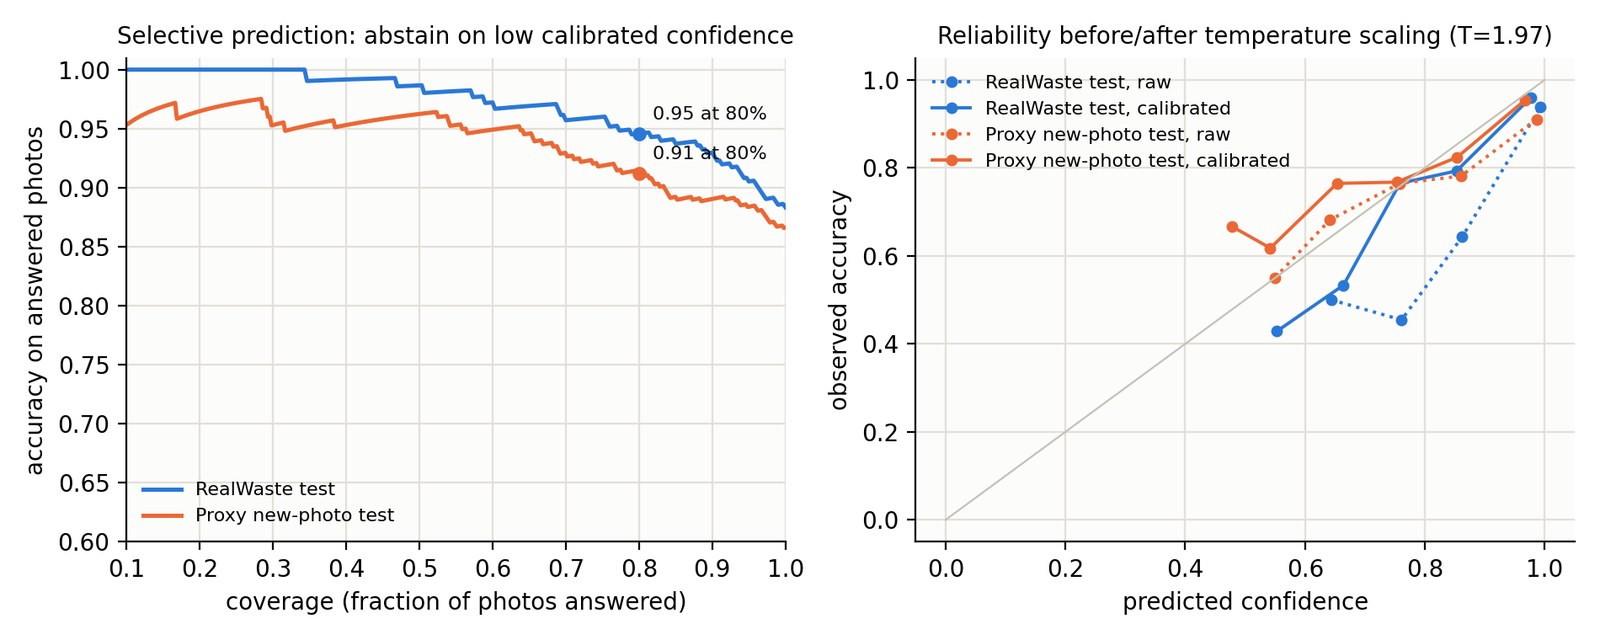 Selective prediction: abstain on low calibrated confidence
accuracy on answered photos
1.00
0.95
0.90
0.85
0.80
0.75
0.70
0.65
0.60
0.95 at 80%
0.91 at 80%
RealWaste test
Proxy new-photo test
0.1 0.2 0.3 0.4 0.5 0.6 0.7 0.8 0.9 1.0
coverage (fraction of photos answered)
Reliability before/after temperature scaling (T=1.97)
observed accuracy
1.0
0.8
0.6
0.4
0.2
0.0
RealWaste test, raw
RealWaste test, calibrated
Proxy new-photo test, raw
Proxy new-photo test, calibrated
0.0 0.2 0.4 0.6 0.8 1.0
predicted confidence